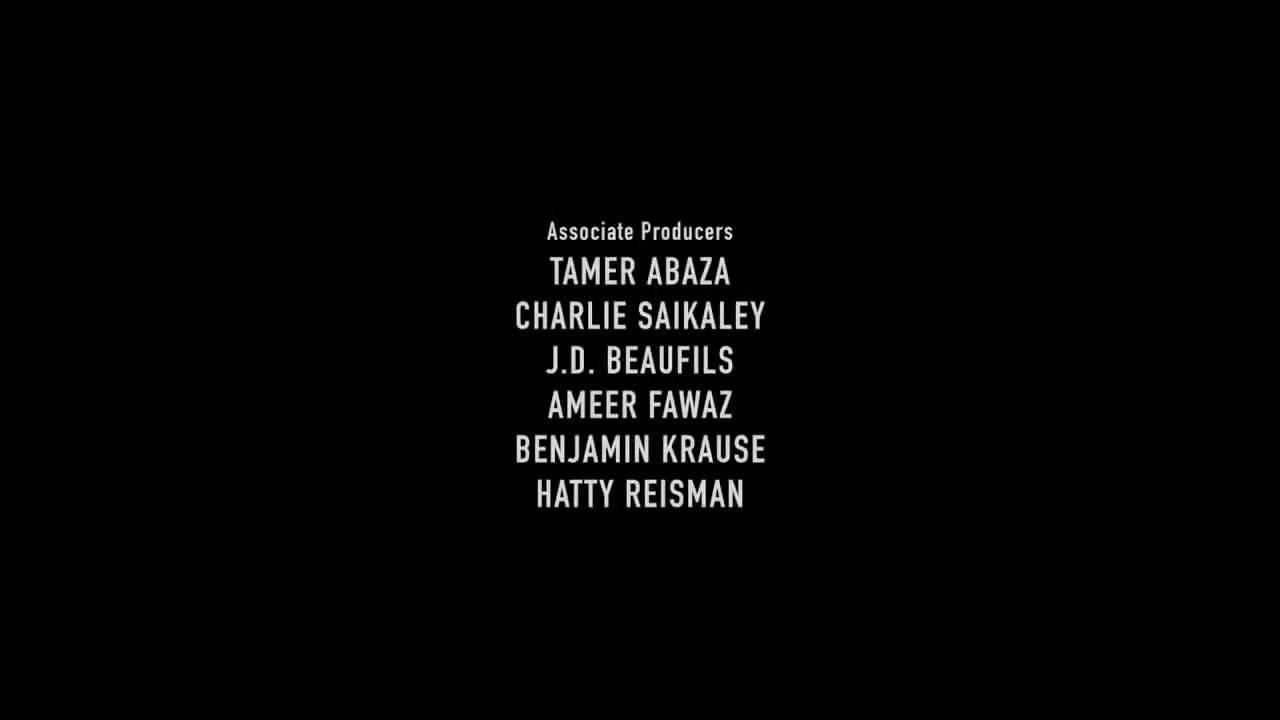 Associate Producers
TAMER ABAZA
CHARLIE SAIKALEY
J.D. BEAUFILS
AMEER FAWAZ
BENJAMIN KRAUSE
HATTY REISMAN